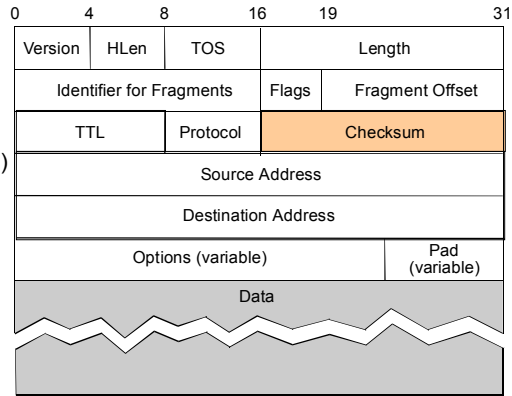 0 4 8 16 19 31
Version HLen TOS Length
Identifier for Fragments Flags Fragment Offset
TTL Protocol Checksum
)
Source Address
Destination Address
Options (variable) Pad
(variable)
Data